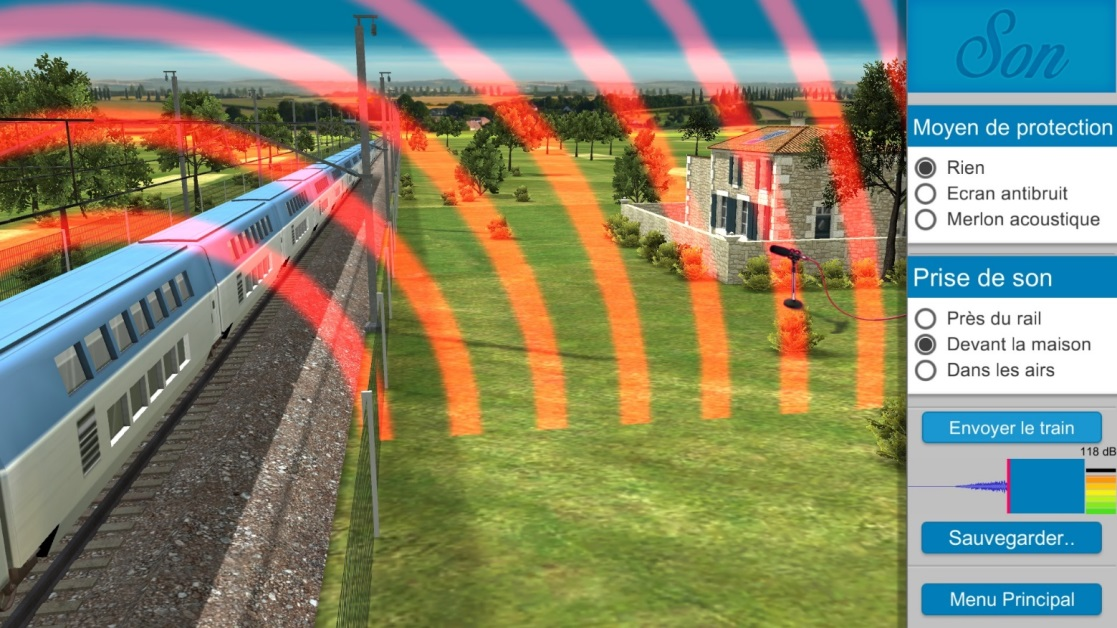 Son
Moyen de protection
Rien
Ecran antibruit
Merlon acoustique
Prise de son
Près du rail
Devant la maison
Dans les airs
Envoyer le train
118 dB
Sauvegarder..
Menu Principal